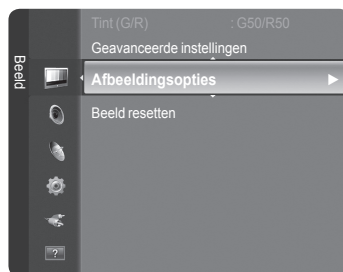 Beeld
Tint (G/R) : G50/R50
Geavanceerde instellingen
Afbeeldingsopties
Beeld resetten
?